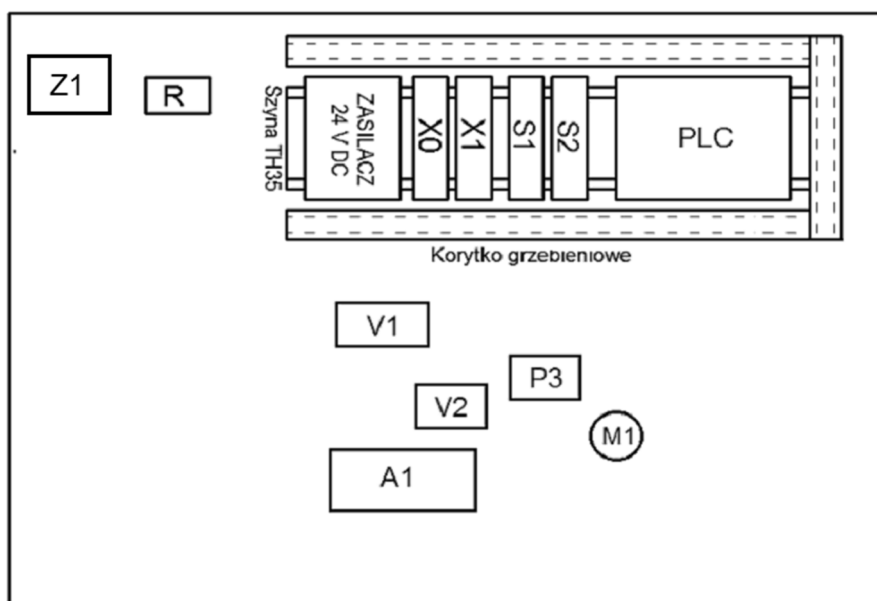 Z1
R
Szyna TH35
ZASILACZ
24 V DC
X0
X1
S1
S2
PLC
Korytko grzebieniowe
V1
P3
V2
M1
A1